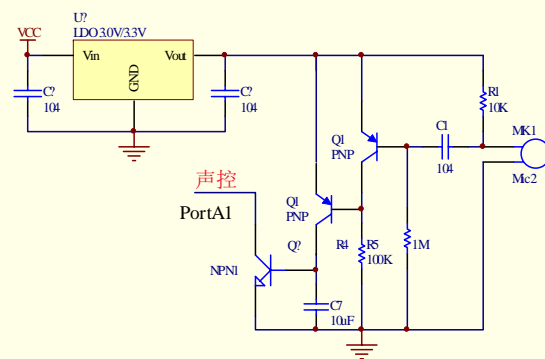 U?
VCC
LDO3.0V/3.3V
Vin
Vout
GND
C?
104
C?
104
R1
10K
Q1
PNP
C1
104
MK1
Mic2
声控
PortA1
Q1
PNP
Q?
NPN1
R4
R5
100K
1M
C7
10uF